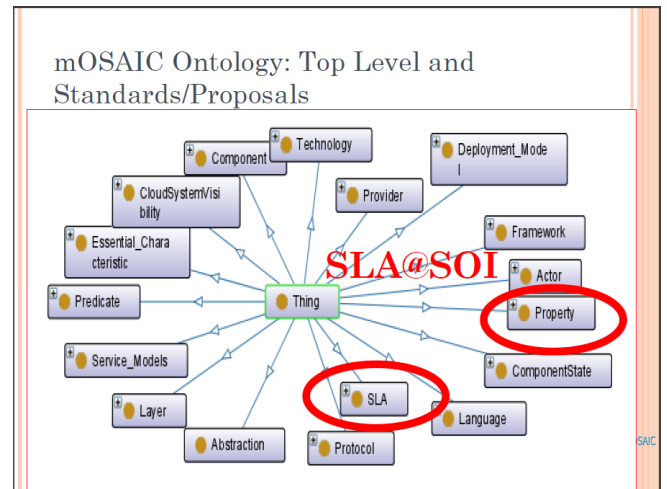 mOSAIC Ontology: Top Level and
Standards/Proposals
Technology
Component
Deployment_Mode
l
CloudSystemVisi
bility
Provider
Essential_Chara
cteristic
Framework
SLA@SOI
Actor
Predicate
Thing
Property
Service_Models
ComponentState
SLA
Layer
Language
Abstraction
Protocol
SAIC